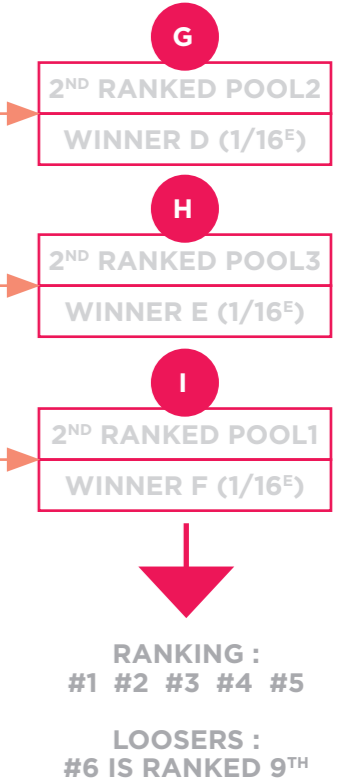 G
2ND RANKED POOL2
WINNER D (1/16E)
H
2ND RANKED POOL3
WINNER E (1/16E)
I
2ND RANKED POOL1
WINNER F (1/16E)
RANKING :
#1 #2 #3 #4 #5
LOOSERS :
#6 IS RANKED 9TH